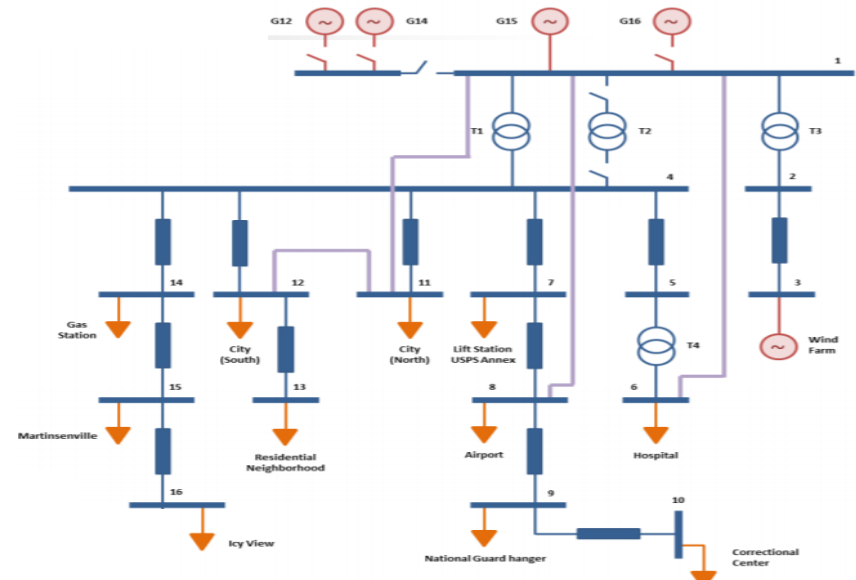 G12
G14
G15
G16
1
T1
T2
T3
4
2
14
12
11
7
5
3
Gas
Station
City
(South)
City
(North)
Lift Station
USPS Annex
T4
Wind
Farm
15
13
8
6
Martinsenville
Residential
Neighborhood
Airport
Hospital
16
9
10
Icy View
National Guard hanger
Correctional
Center